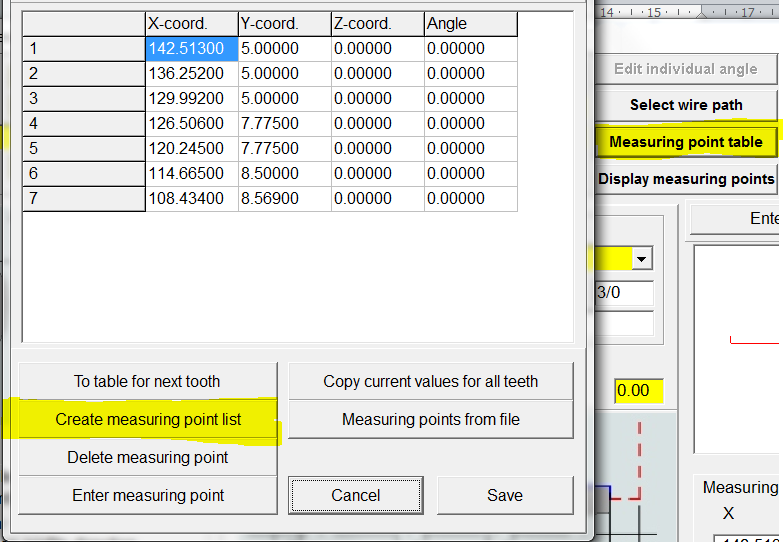 X-coord. Y-coord. Z-coord. Angle
1 142.51300 5.00000 0.00000 0.00000
2 136.25200 5.00000 0.00000 0.00000
3 129.99200 5.00000 0.00000 0.00000
4 126.50600 7.77500 0.00000 0.00000
5 120.24500 7.77500 0.00000 0.00000
6 114.66500 8.50000 0.00000 0.00000
7 108.43400 8.56900 0.00000 0.00000
To table for next tooth
Copy current values for all teeth
Create measuring point list
Measuring points from file
Delete measuring point
Enter measuring point
Cancel
Save
14 15 17
Edit individual angle
Select wire path
Measuring point table
Display measuring points
3/0
0.00
Measuring
X